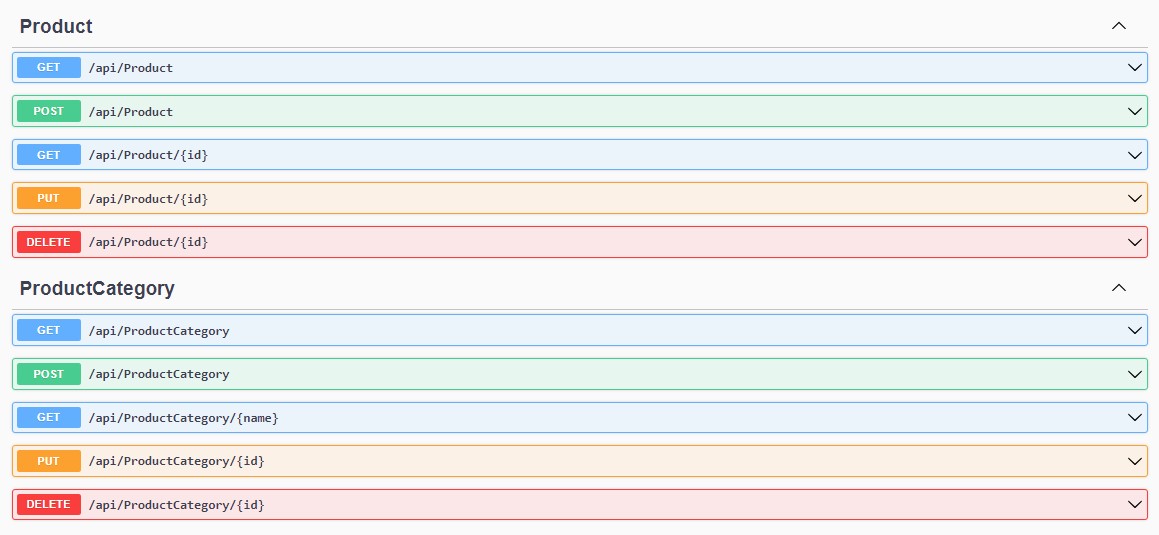 Product
GET /api/Product
POST /api/Product
GET /api/Product/{id}
PUT /api/Product/{id}
DELETE /api/Product/{id}
ProductCategory
GET /api/ProductCategory
POST /api/ProductCategory
GET /api/ProductCategory/{name}
PUT /api/ProductCategory/{id}
DELETE /api/ProductCategory/{id}